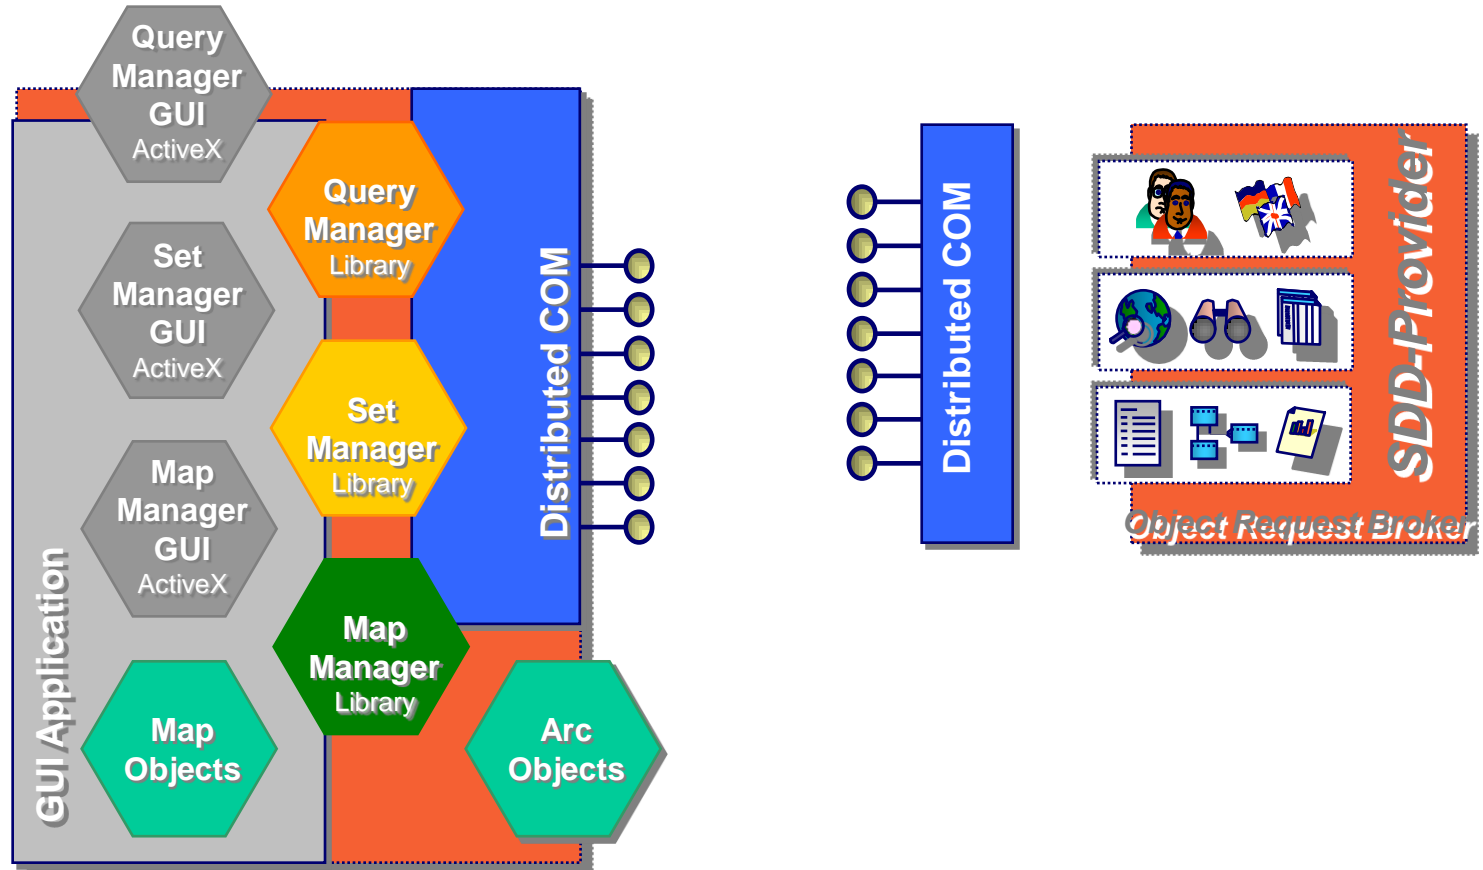 Query
Manager
GUI
ActiveX
Set
Manager
GUI
ActiveX
Map
Manager
GUI
ActiveX
Map
Objects
GUI Application
Query
Manager
Library
Set
Manager
Library
Map
Manager
Library
Arc
Objects
Distributed COM
Distributed COM
SDD-Provider
Object Request Broker